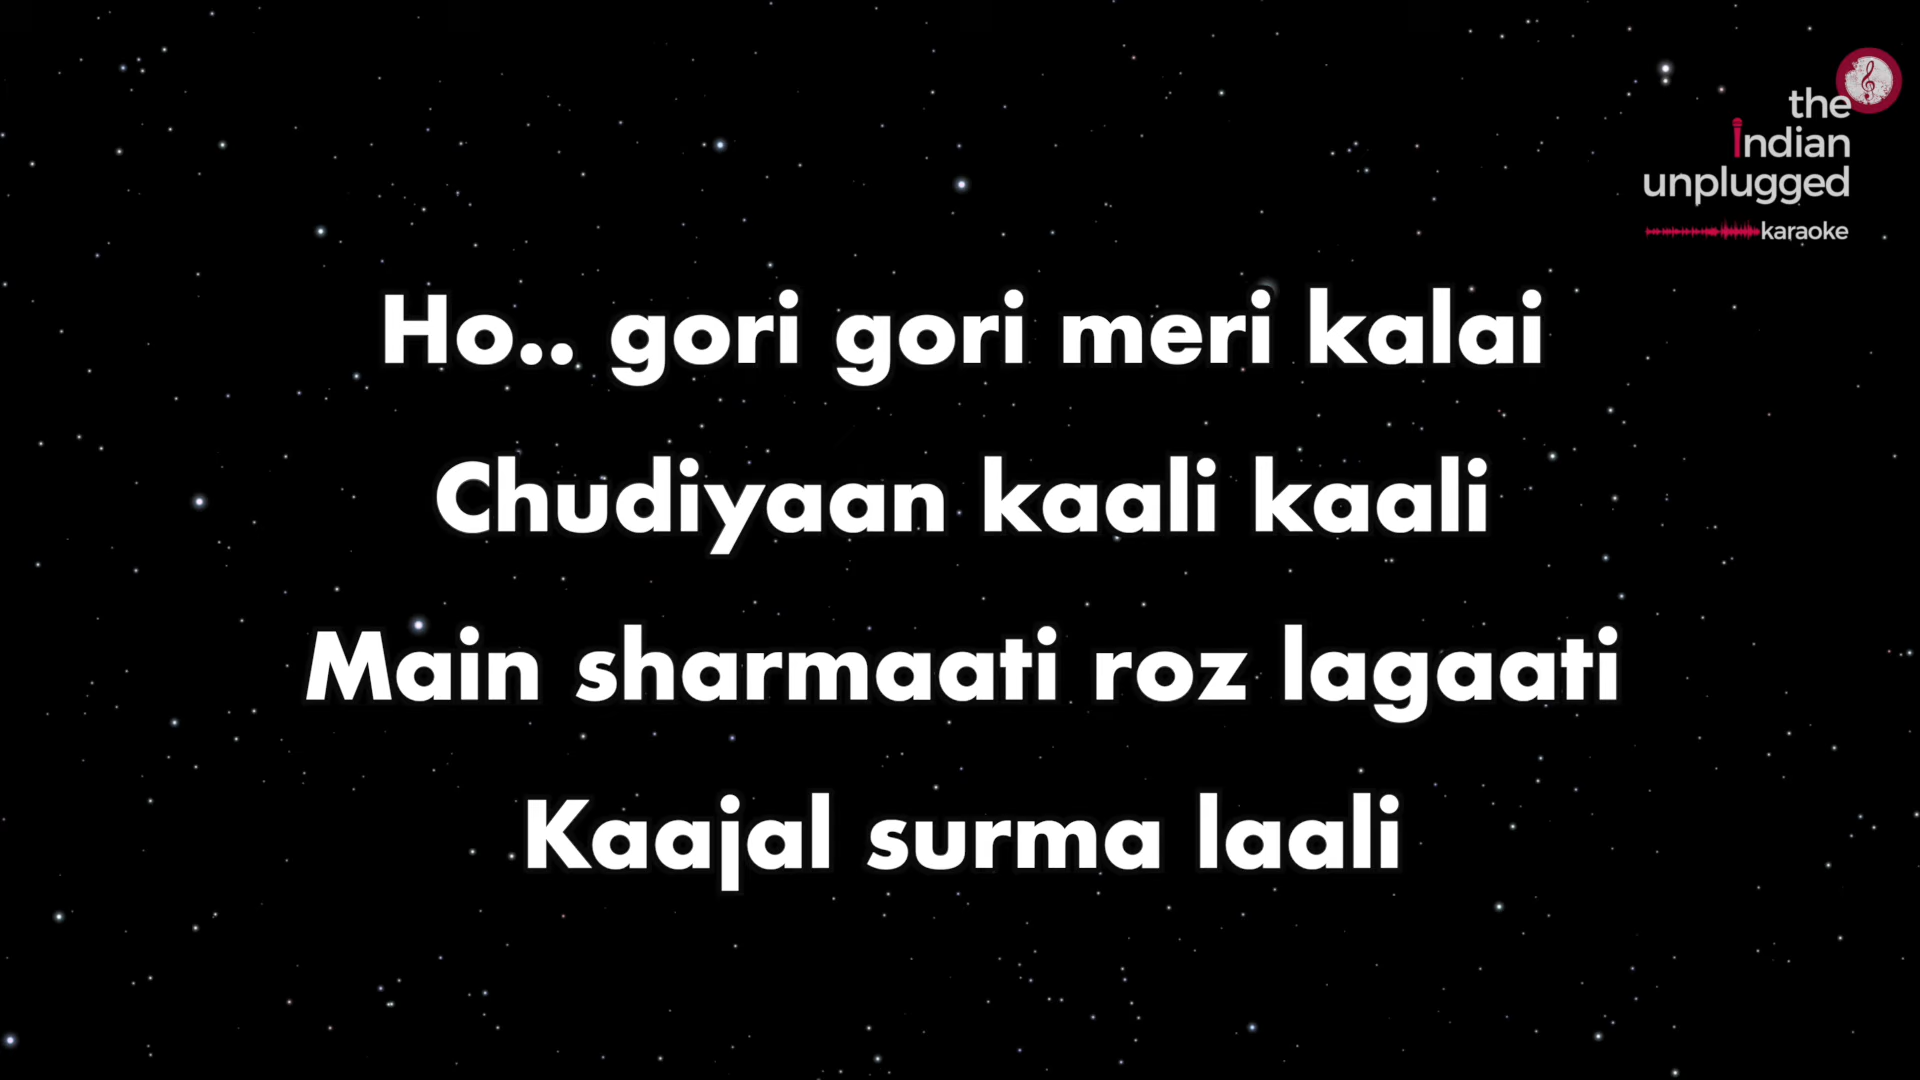 the
indian
unplugged
karaoke
Ho.. gori gori meri kalai
Chudiyaan kaali kaali
Main sharmaati roz lagaati
Kaajal surma laali